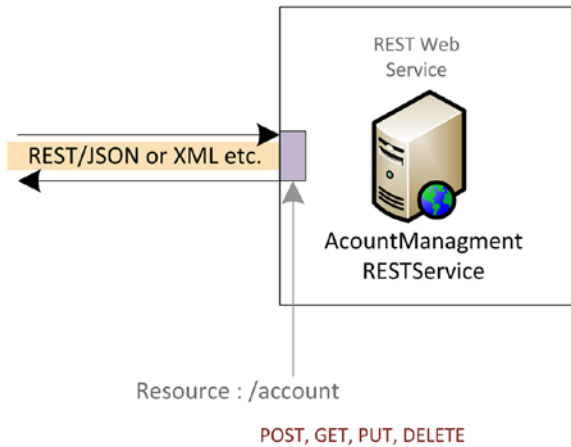 REST Web
Service
REST/JSON or XML etc.
AcountManagment
RESTService
Resource : /account
POST, GET, PUT, DELETE